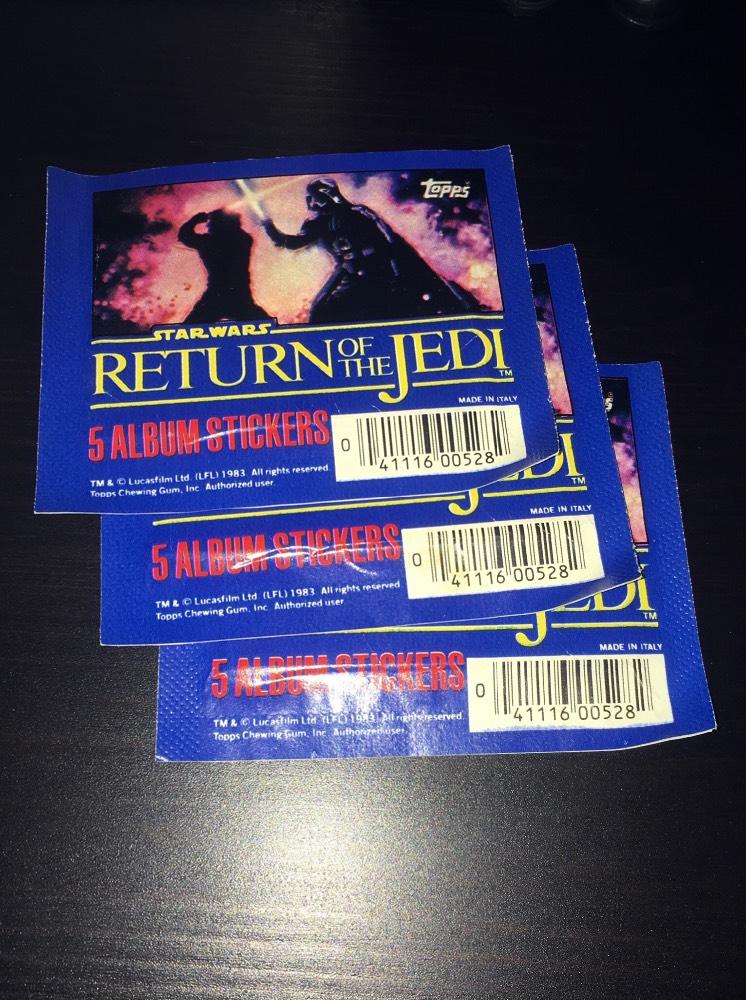 topps
STAR WARS
RETURN OF THE JEDI TM
MADE IN ITALY
5 ALBUM STICKERS
0 41116 00528
TM & © Lucasfilm Ltd. (LFL) 1983 All rights reserved.
Topps Chewing Gum, Inc. Authorized user.
JEDI TM
MADE IN ITALY
5 ALBUM STICKERS
0 41116 00528
TM & © Lucasfilm Ltd. (LFL) 1983 All rights reserved.
Topps Chewing Gum, Inc. Authorized user.
JEDI TM
MADE IN ITALY
5 ALBUM STICKERS
0 41116 00528
TM & © Lucasfilm Ltd. (LFL) 1983 All rights reserved.
Topps Chewing Gum, Inc. Authorized user.